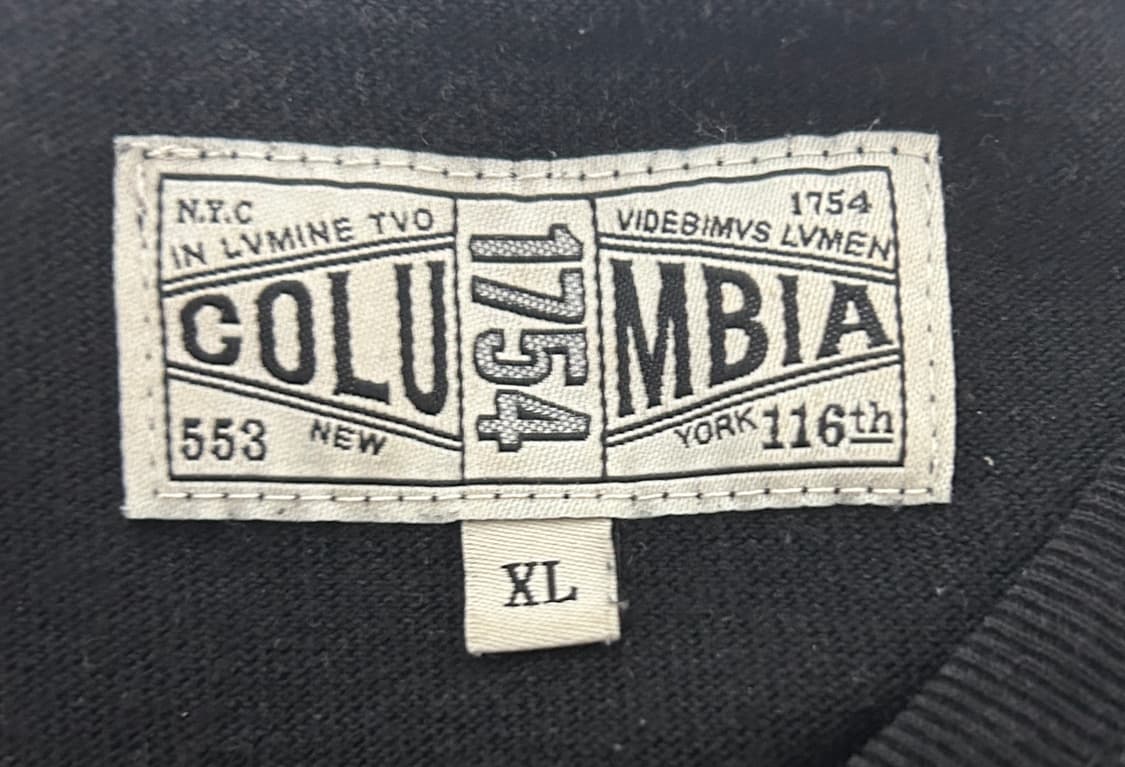 N.Y.C
1754
IN LVMINE TVO
VIDEBIMVS LVMEN
COLU
1754
MBIA
553
NEW
YORK
116th
XL